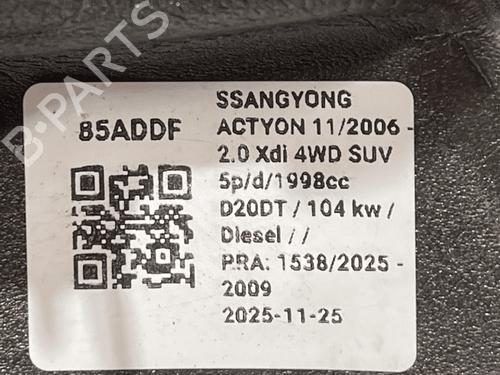 85ADDF
SSANGYONG
ACTYON 11/2006 -
2.0 Xdi 4WD SUV
5p/d/1998cc
D20DT / 104 kw /
Diesel / /
PRA: 1538/2025 -
2009
2025-11-25